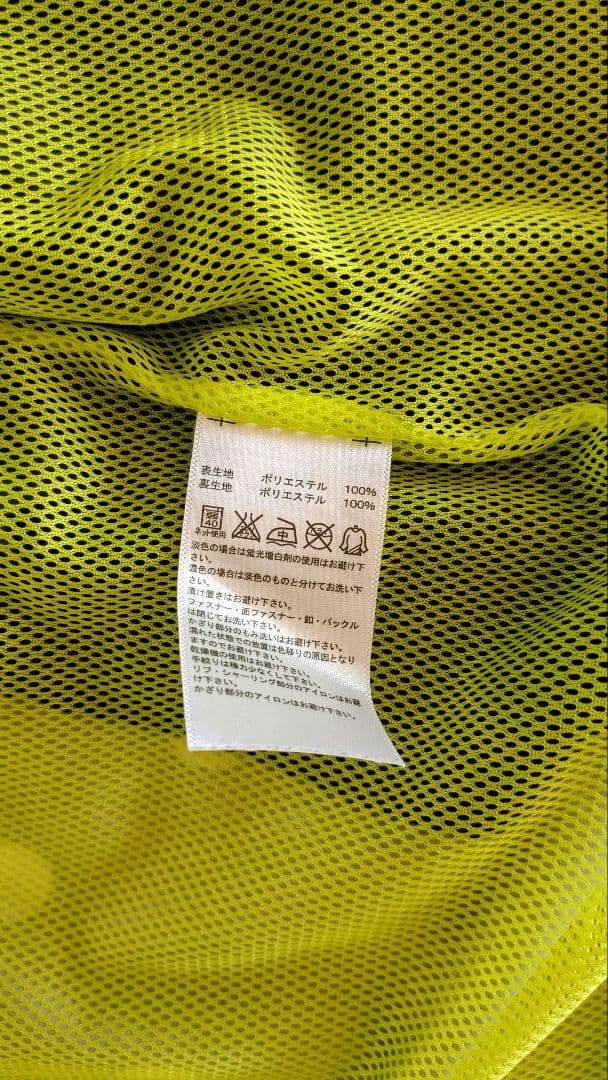 表生地 ポリエステル 100%
裏生地 ポリエステル 100%
40 中
ネット使用
淡色の場合は蛍光増白剤の使用はお避け下
さい。
濃色の場合は淡色のものと分けてお洗い下
さい。
漬け置きはお避け下さい。
ファスナー・面ファスナー・釦・バックル
は閉じてお洗い下さい。
かざり部分のもみ洗いはお避け下さい。
濡れた状態での放置は色移りの原因となり
ますのでお避け下さい。
乾燥機の使用はお避け下さい。
手絞りは極力少なくして下さい。
リブ・シャーリング部分のアイロンはお避
け下さい。
かざり部分のアイロンはお避け下さい。